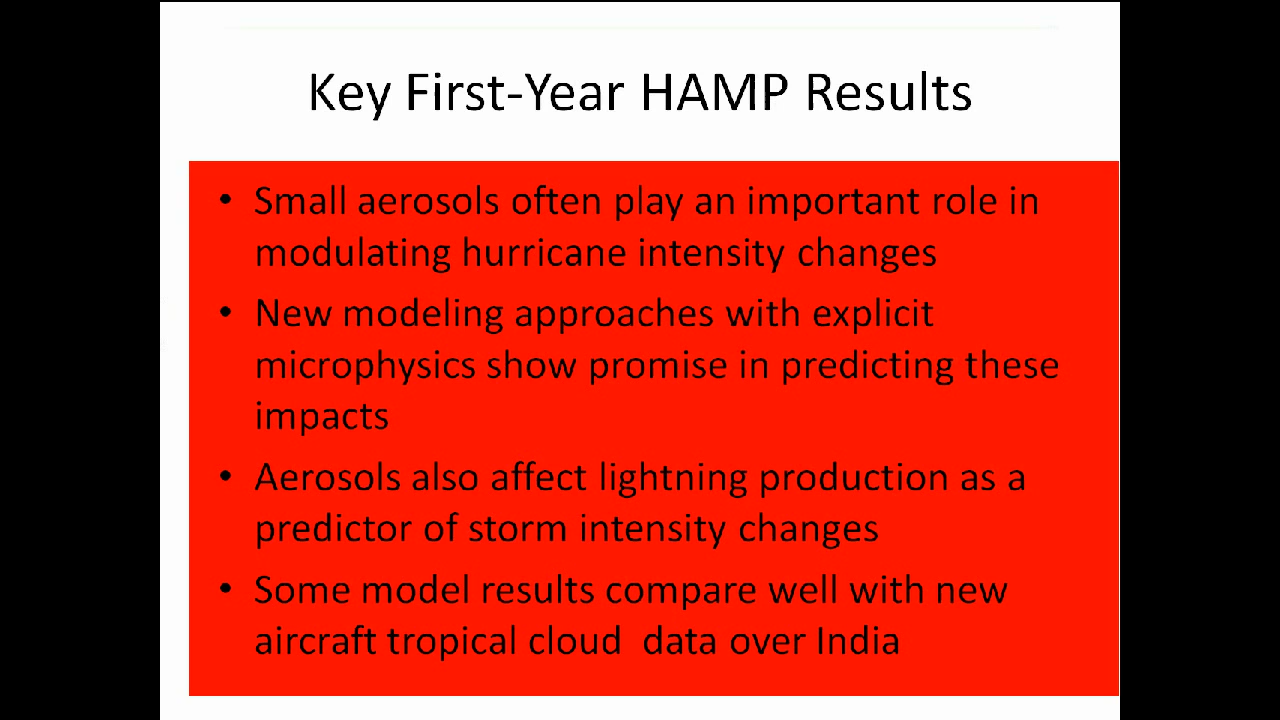 Key First-Year HAMP Results
• Small aerosols often play an important role in
modulating hurricane intensity changes
• New modeling approaches with explicit
microphysics show promise in predicting these
impacts
• Aerosols also affect lightning production as a
predictor of storm intensity changes
• Some model results compare well with new
aircraft tropical cloud  data over India